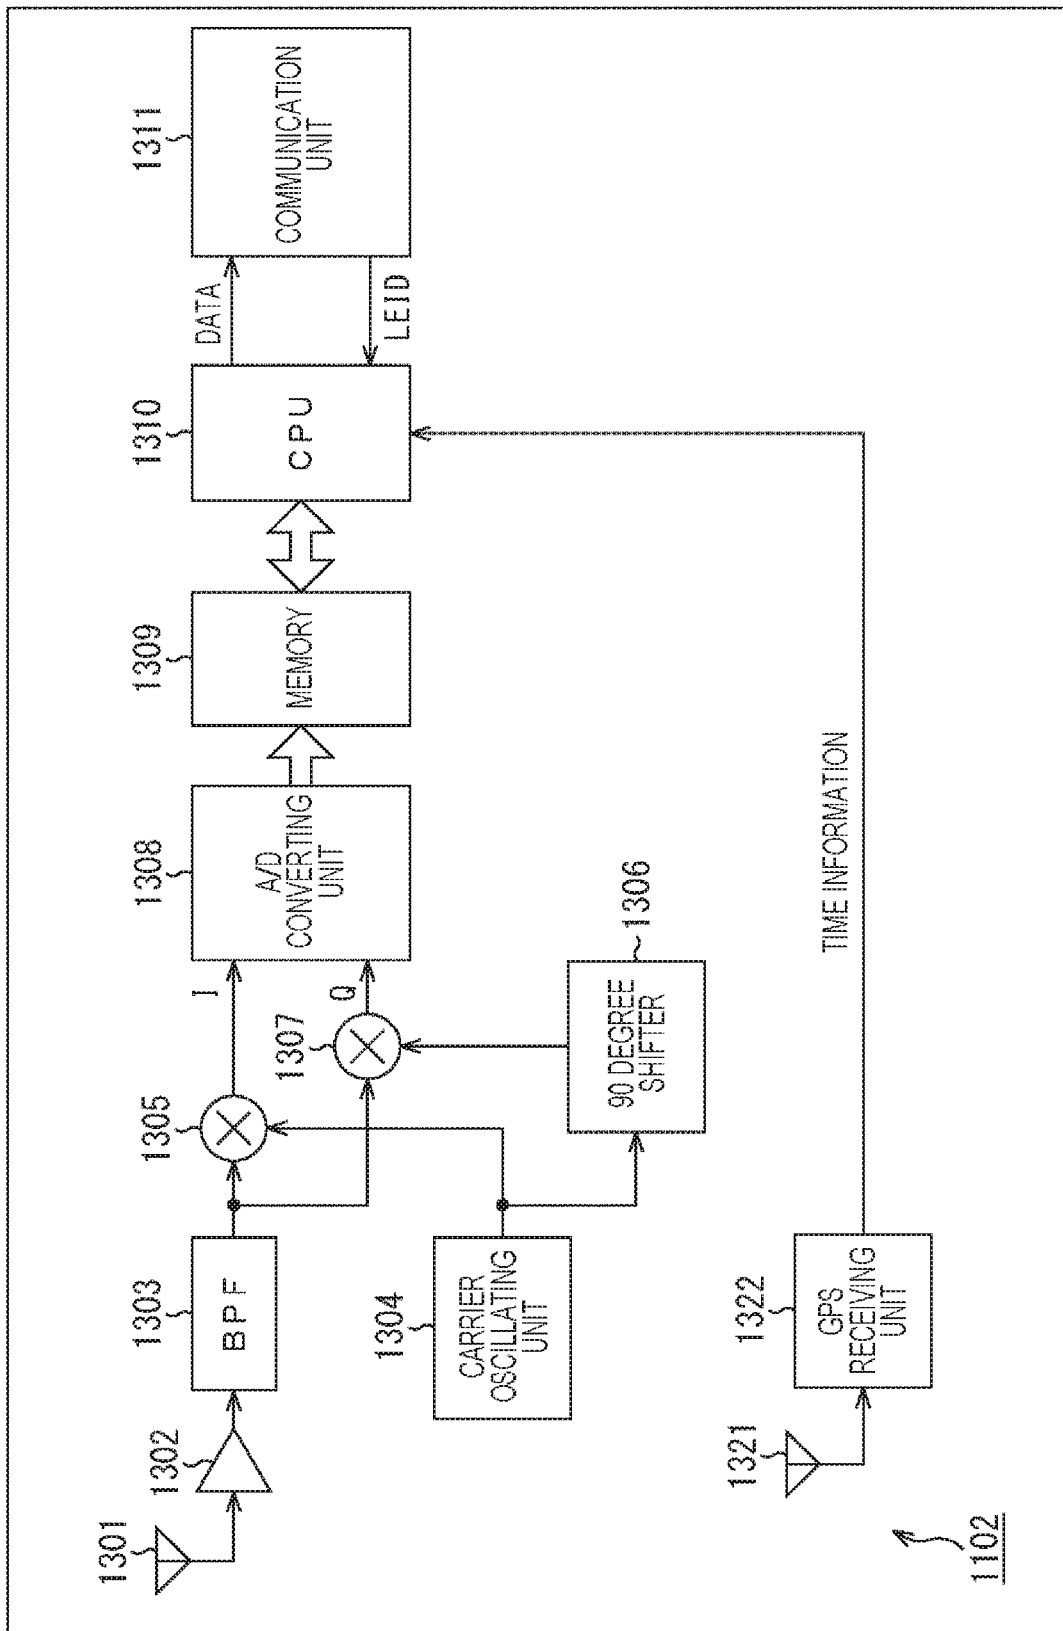 1301
1302
1303
BPF
1305
I
1307
Q
1308
A/D
CONVERTING
UNIT
1309
MEMORY
1310
CPU
DATA
LEID
1311
COMMUNICATION
UNIT
1304
CARRIER
OSCILLATING
UNIT
1306
90 DEGREE
SHIFTER
1321
1322
GPS
RECEIVING
UNIT
TIME INFORMATION
1102